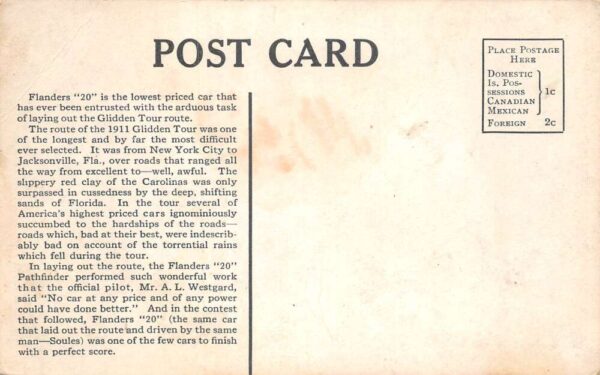 POST CARD
PLACE POSTAGE
HERE
DOMESTIC
IS. POS-
SESSIONS
CANADIAN
MEXICAN
1c
FOREIGN 2c
Flanders "20" is the lowest priced car that
has ever been entrusted with the arduous task
of laying out the Glidden Tour route.
The route of the 1911 Glidden Tour was one
of the longest and by far the most difficult
ever selected. It was from New York City to
Jacksonville, Fla., over roads that ranged all
the way from excellent to—well, awful. The
slippery red clay of the Carolinas was only
surpassed in cussedness by the deep, shifting
sands of Florida. In the tour several of
America's highest priced cars ignominiously
succumbed to the hardships of the roads—
roads which, bad at their best, were indescrib-
ably bad on account of the torrential rains
which fell during the tour.
In laying out the route, the Flanders "20"
Pathfinder performed such wonderful work
that the official pilot, Mr. A. L. Westgard,
said "No car at any price and of any power
could have done better." And in the contest
that followed, Flanders "20" (the same car
that laid out the route and driven by the same
man—Soules) was one of the few cars to finish
with a perfect score.